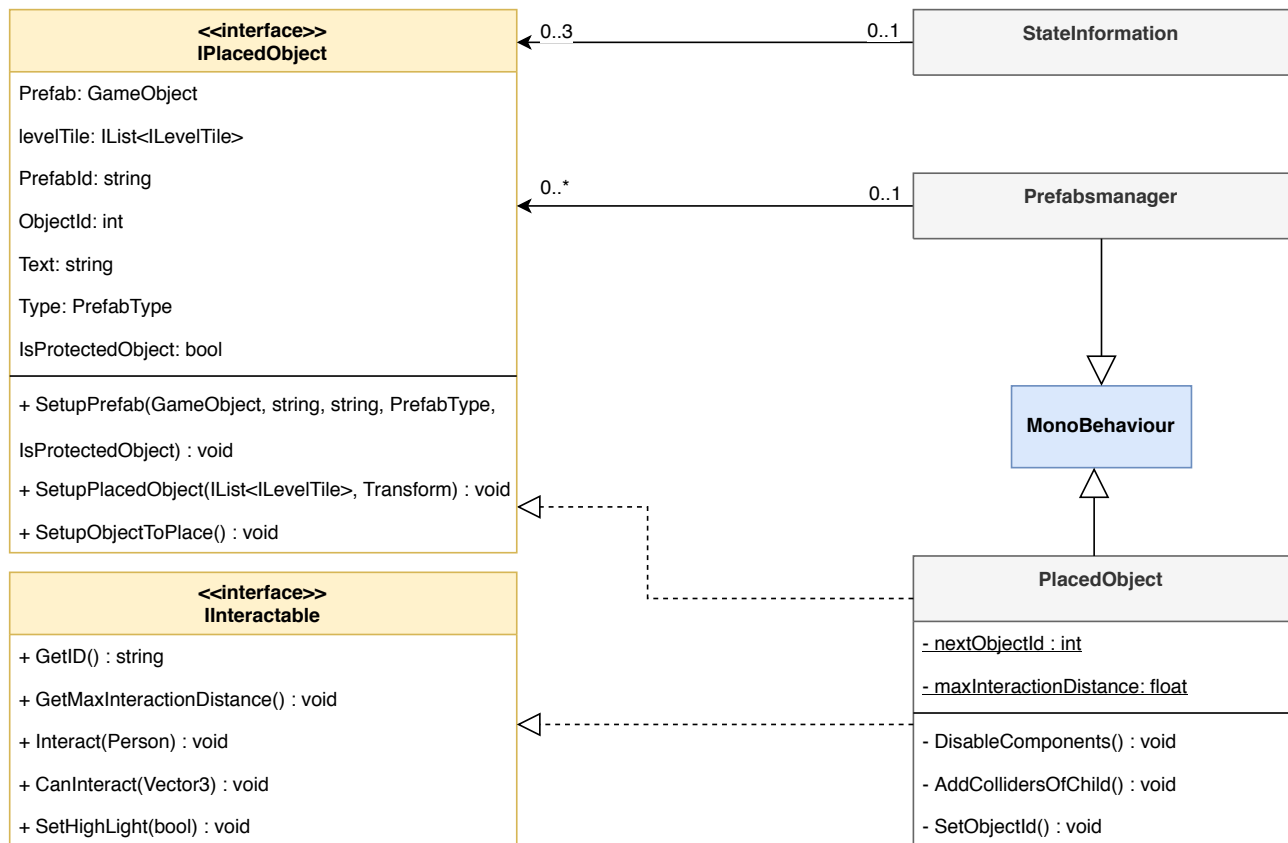 <<interface>>
IPlacedObject
Prefab: GameObject
levelTile: IList<ILevelTile>
PrefabId: string
ObjectId: int
Text: string
Type: PrefabType
IsProtectedObject: bool
+ SetupPrefab(GameObject, string, string, PrefabType,
IsProtectedObject) : void
+ SetupPlacedObject(IList<ILevelTile>, Transform) : void
+ SetupObjectToPlace() : void
<<interface>>
IInteractable
+ GetID() : string
+ GetMaxInteractionDistance() : void
+ Interact(Person) : void
+ CanInteract(Vector3) : void
+ SetHighLight(bool) : void
0..3
0..1
StateInformation
0..*
0..1
Prefabsmanager
MonoBehaviour
PlacedObject
- nextObjectId : int
- maxInteractionDistance: float
- DisableComponents() : void
- AddCollidersOfChild() : void
- SetObjectId() : void